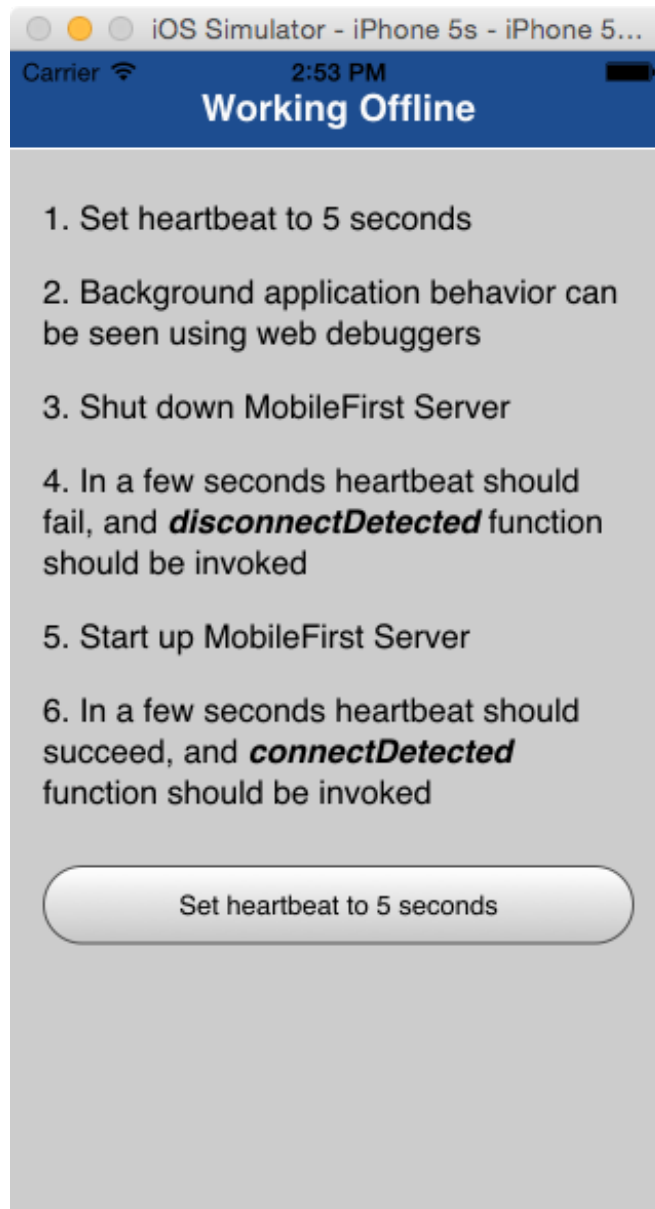 iOS Simulator - iPhone 5s - iPhone 5...
Carrier 2:53 PM
Working Offline
1. Set heartbeat to 5 seconds
2. Background application behavior can
be seen using web debuggers
3. Shut down MobileFirst Server
4. In a few seconds heartbeat should
fail, and disconnectDetected function
should be invoked
5. Start up MobileFirst Server
6. In a few seconds heartbeat should
succeed, and connectDetected
function should be invoked
Set heartbeat to 5 seconds